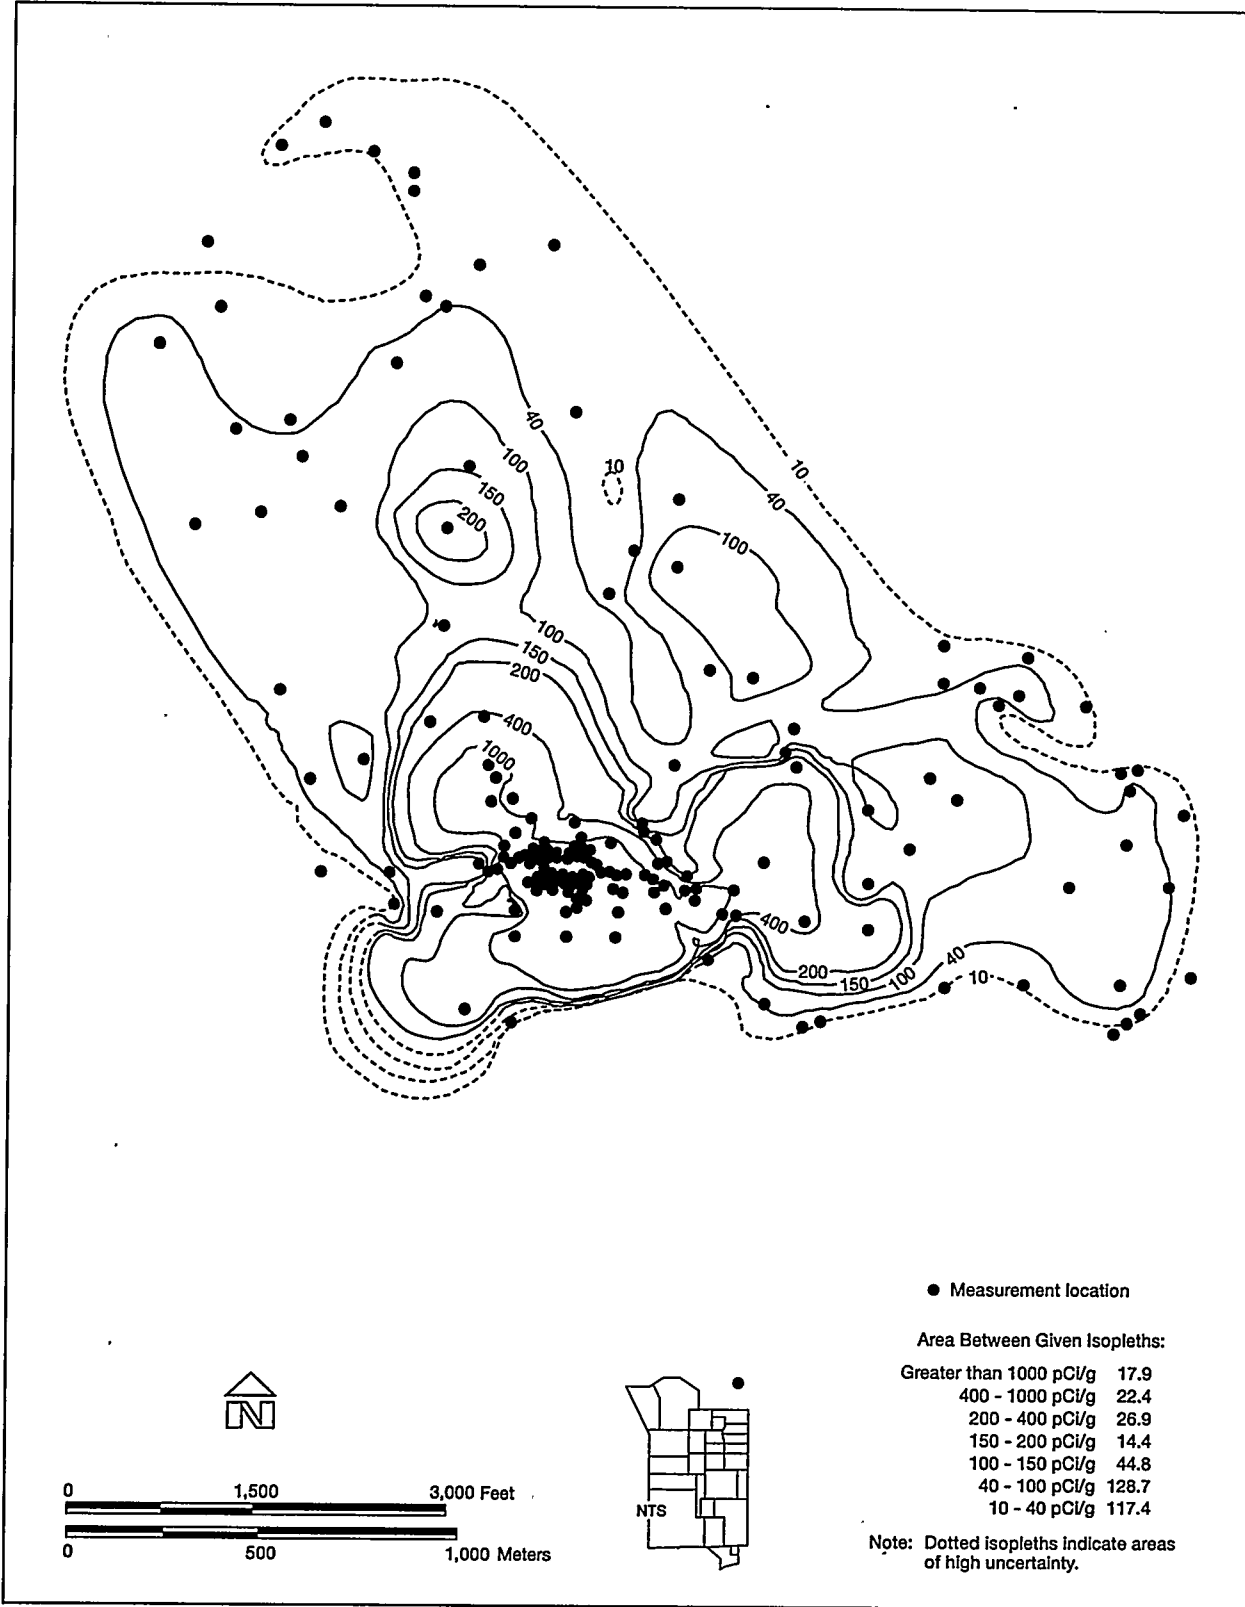 10
40
100
150
200
10
10
40
100
100
150
200
400
1000
400
200
150
100
40
10
Measurement location
Area Between Given Isopleths:
Greater than 1000 pCi/g 17.9
400 - 1000 pCi/g 22.4
200 - 400 pCi/g 26.9
150 - 200 pCi/g 14.4
100 - 150 pCi/g 44.8
40 - 100 pCi/g 128.7
10 - 40 pCi/g 117.4
Note: Dotted isopleths indicate areas
of high uncertainty.
N
0 1,500 3,000 Feet
0 500 1,000 Meters
NTS